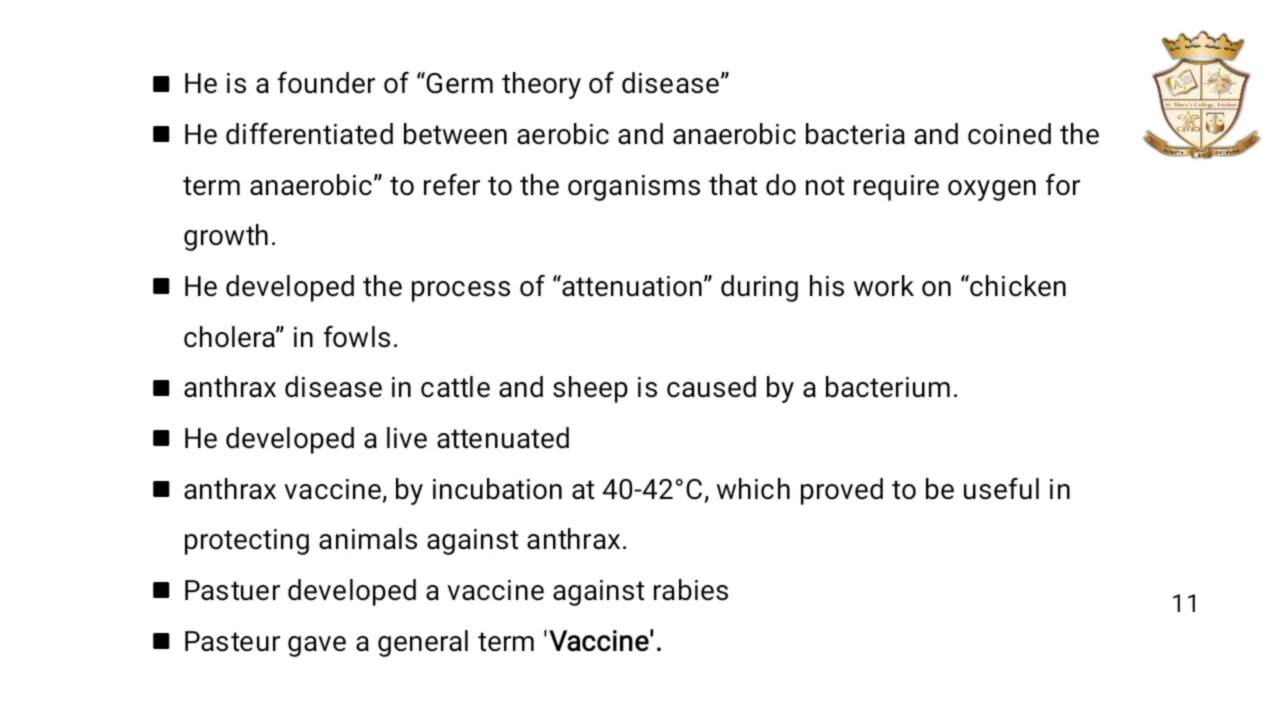 He is a founder of “Germ theory of disease”
He differentiated between aerobic and anaerobic bacteria and coined the
term anaerobic” to refer to the organisms that do not require oxygen for
growth.
He developed the process of “attenuation” during his work on “chicken
cholera” in fowls.
anthrax disease in cattle and sheep is caused by a bacterium.
He developed a live attenuated
anthrax vaccine, by incubation at 40-42°C, which proved to be useful in
protecting animals against anthrax.
Pastuer developed a vaccine against rabies
Pasteur gave a general term 'Vaccine'.
11